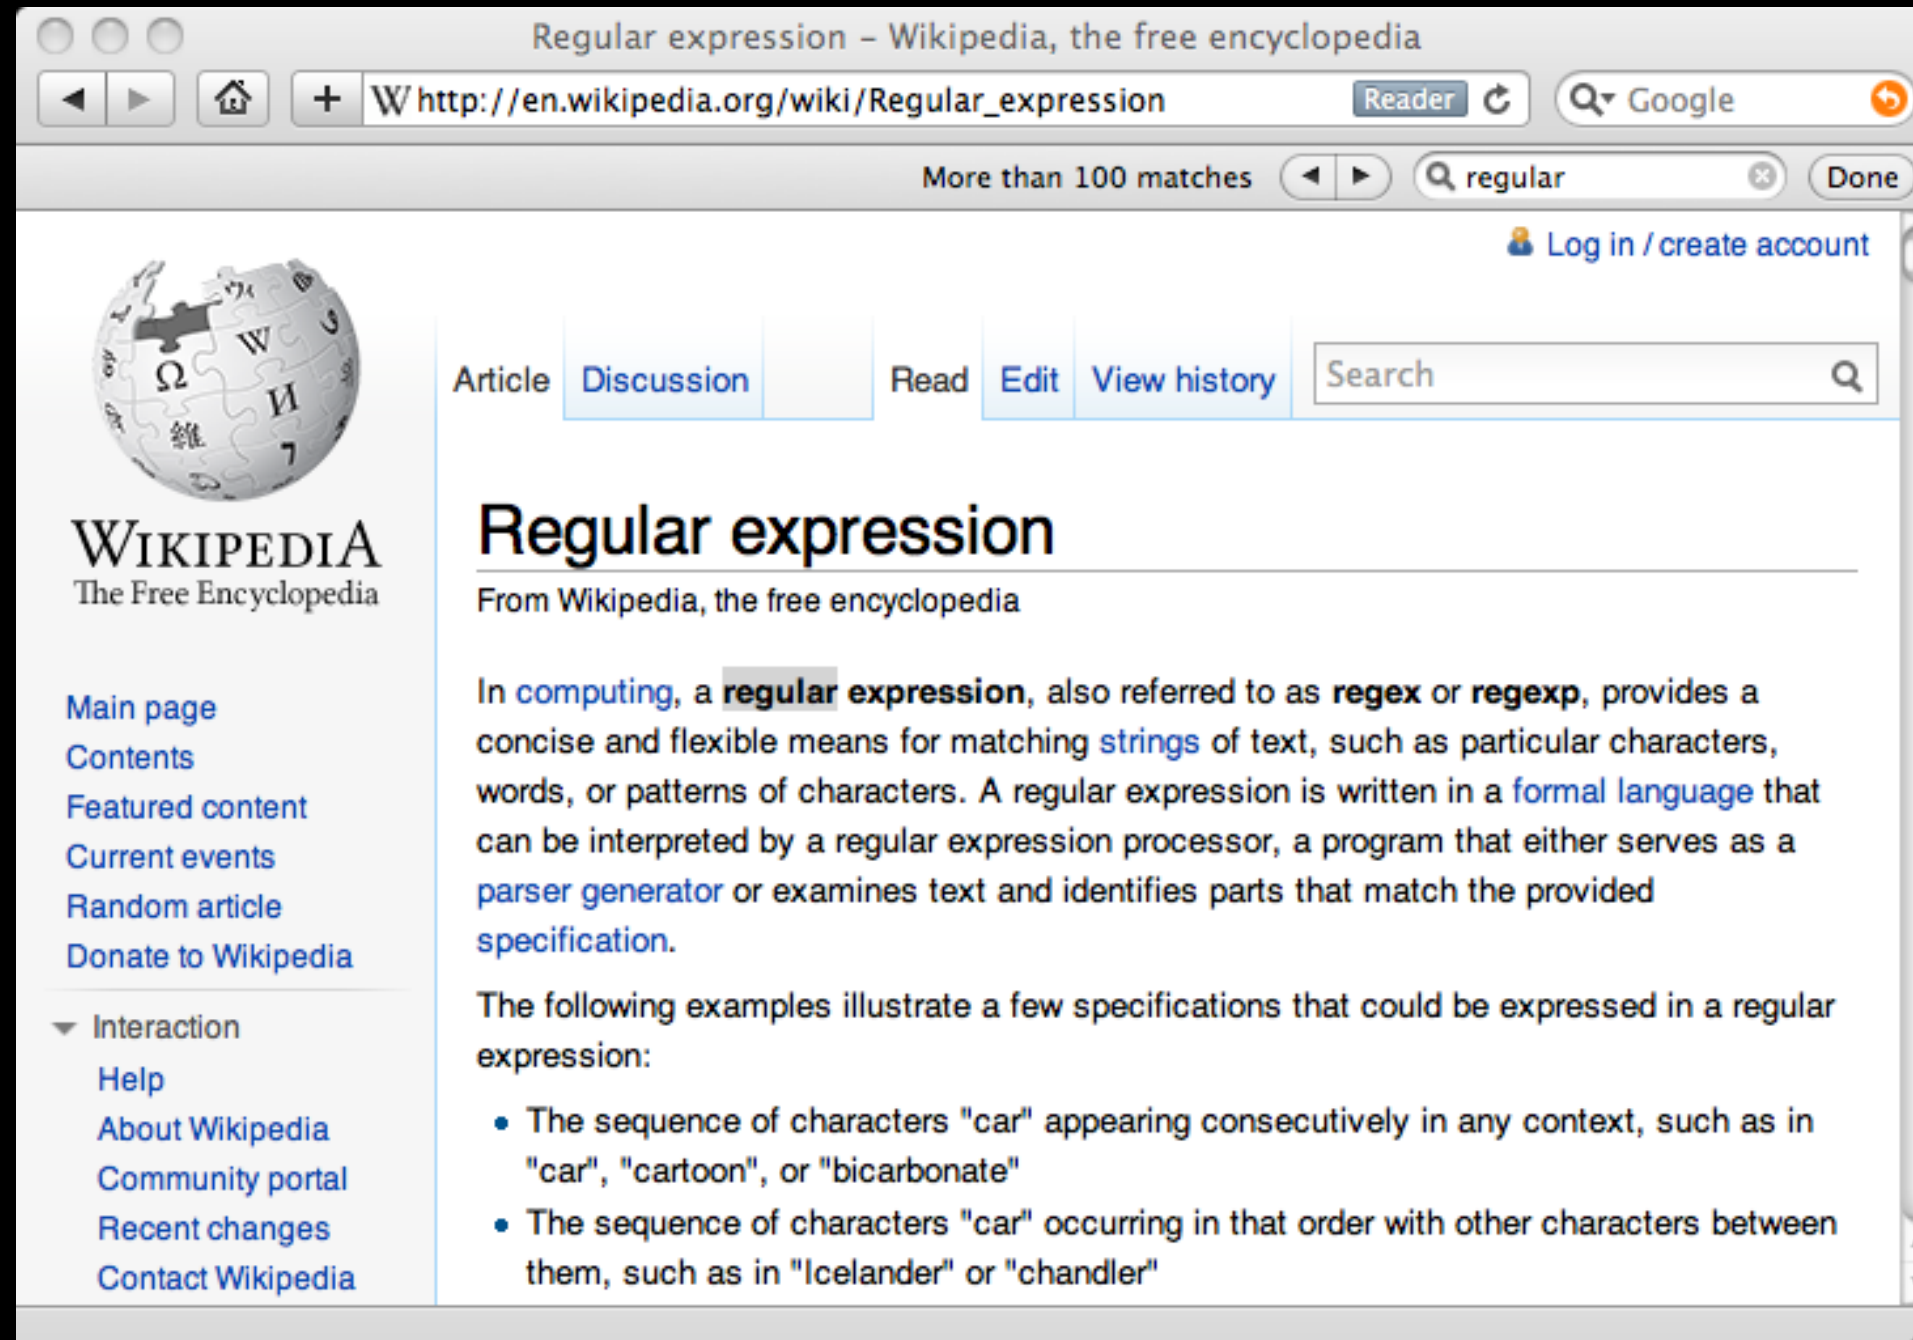 Regular expression – Wikipedia, the free encyclopedia
W http://en.wikipedia.org/wiki/Regular_expression Reader Google
More than 100 matches regular Done
Log in / create account
Ω W И 維 7
WIKIPEDIA
The Free Encyclopedia
Article Discussion Read Edit View history Search
Main page
Contents
Featured content
Current events
Random article
Donate to Wikipedia
Interaction
Help
About Wikipedia
Community portal
Recent changes
Contact Wikipedia
Regular expression
From Wikipedia, the free encyclopedia
In computing, a regular expression, also referred to as regex or regexp, provides a
concise and flexible means for matching strings of text, such as particular characters,
words, or patterns of characters. A regular expression is written in a formal language that
can be interpreted by a regular expression processor, a program that either serves as a
parser generator or examines text and identifies parts that match the provided
specification.
The following examples illustrate a few specifications that could be expressed in a regular
expression:
• The sequence of characters "car" appearing consecutively in any context, such as in
"car", "cartoon", or "bicarbonate"
• The sequence of characters "car" occurring in that order with other characters between
them, such as in "Icelander" or "chandler"